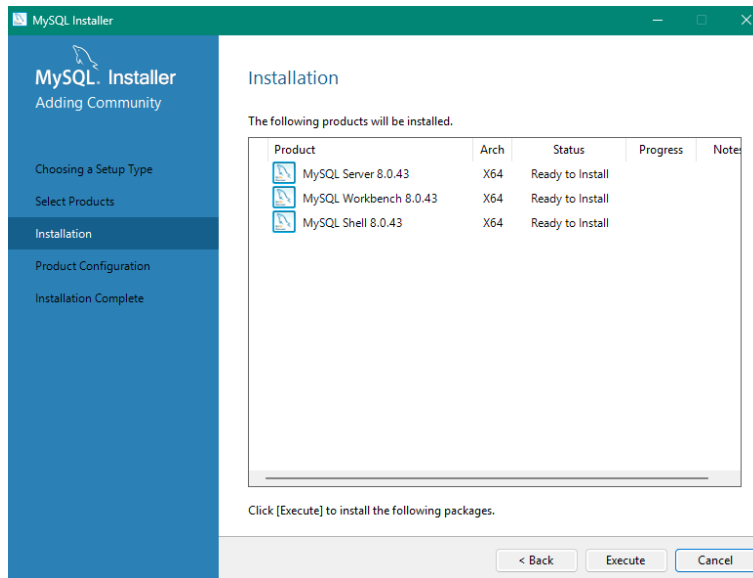 MySQL Installer
MySQL. Installer
Adding Community
Choosing a Setup Type
Select Products
Installation
Product Configuration
Installation Complete
Installation
The following products will be installed.
Product Arch Status Progress Notes
MySQL Server 8.0.43 X64 Ready to Install
MySQL Workbench 8.0.43 X64 Ready to Install
MySQL Shell 8.0.43 X64 Ready to Install
Click [Execute] to install the following packages.
< Back Execute Cancel